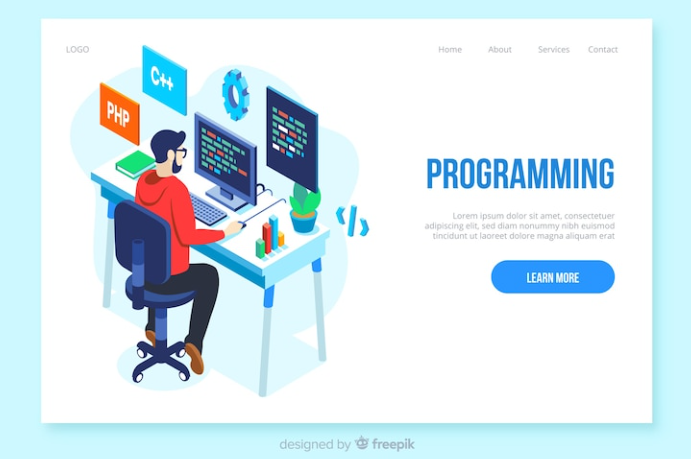 LOGO
Home About Services Contact
C++
PHP
PROGRAMMING
Lorem ipsum dolor sit amet, consectetuer
adipiscing elit, sed diam nonummy nibh euismod
tincidunt ut laoreet dolore magna aliquam erat
LEARN MORE
</>
designed by freepik